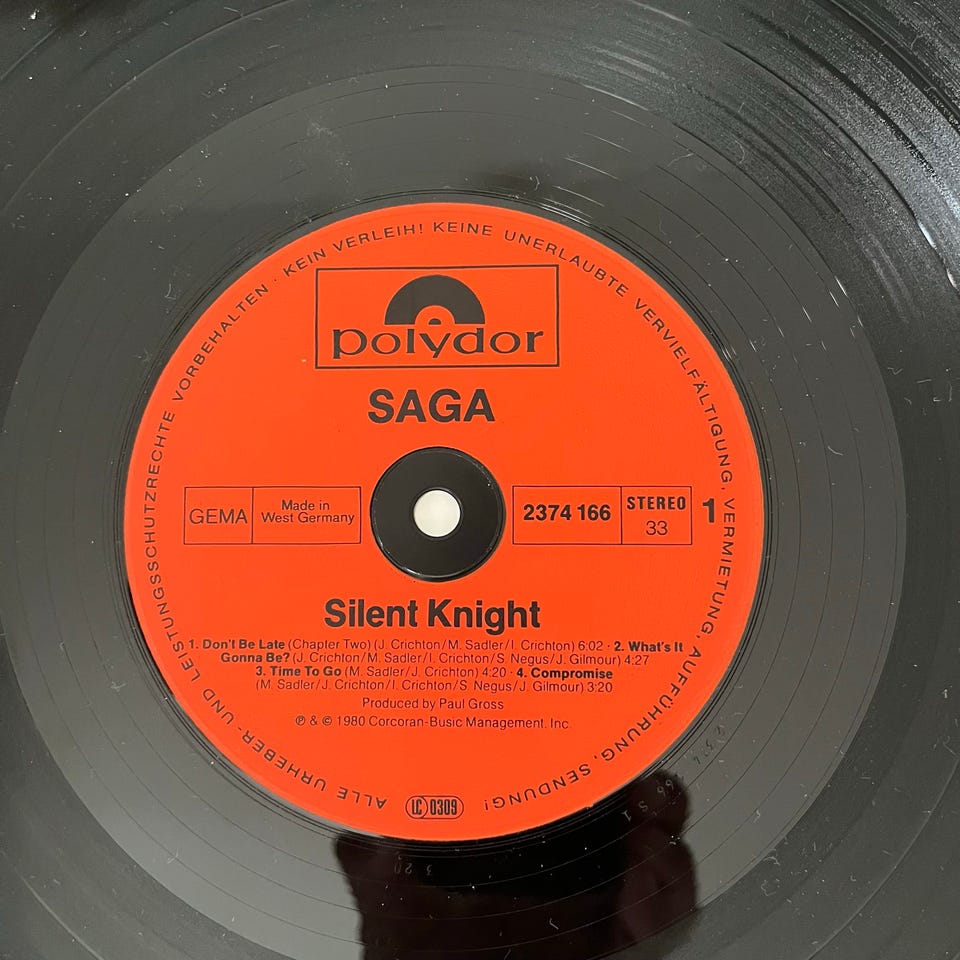 ALLE URHEBER- UND LEISTUNGSSCHUTZRECHTE VORBEHALTEN · KEIN VERLEIH! KEINE UNERLAUBTE VERVIELFÄLTIGUNG, VERMIETUNG, AUFFÜHRUNG, SENDUNG!
polydor
SAGA
GEMA
Made in
West Germany
2374 166
STEREO
33
1
Silent Knight
1. Don't Be Late (Chapter Two) (J. Crichton/M. Sadler/I. Crichton) 6:02 · 2. What's It
Gonna Be? (J. Crichton/M. Sadler/I. Crichton/S. Negus/J. Gilmour) 4:27
3. Time To Go (M. Sadler/J. Crichton) 4:20 · 4. Compromise
(M. Sadler/J. Crichton/I. Crichton/S. Negus/J. Gilmour) 3:20
Produced by Paul Gross
℗ & © 1980 Corcoran-Busic Management, Inc.
LC 0309